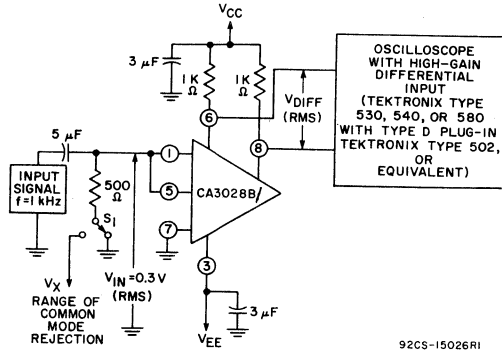 VCC
3 µF
1 K
Ω
1 K
Ω
6
VDIFF
(RMS)
8
OSCILLOSCOPE
WITH HIGH-GAIN
DIFFERENTIAL
INPUT
(TEKTRONIX TYPE
530, 540, OR 580
WITH TYPE D PLUG-IN
TEKTRONIX TYPE 502,
OR
EQUIVALENT)
5 µF
INPUT
SIGNAL
f=1 kHz
500
Ω
S1
1
5
7
CA3028B/
3
VX
RANGE OF
COMMON
MODE
REJECTION
VIN=0.3 V
(RMS)
3 µF
VEE
92CS-15026R1